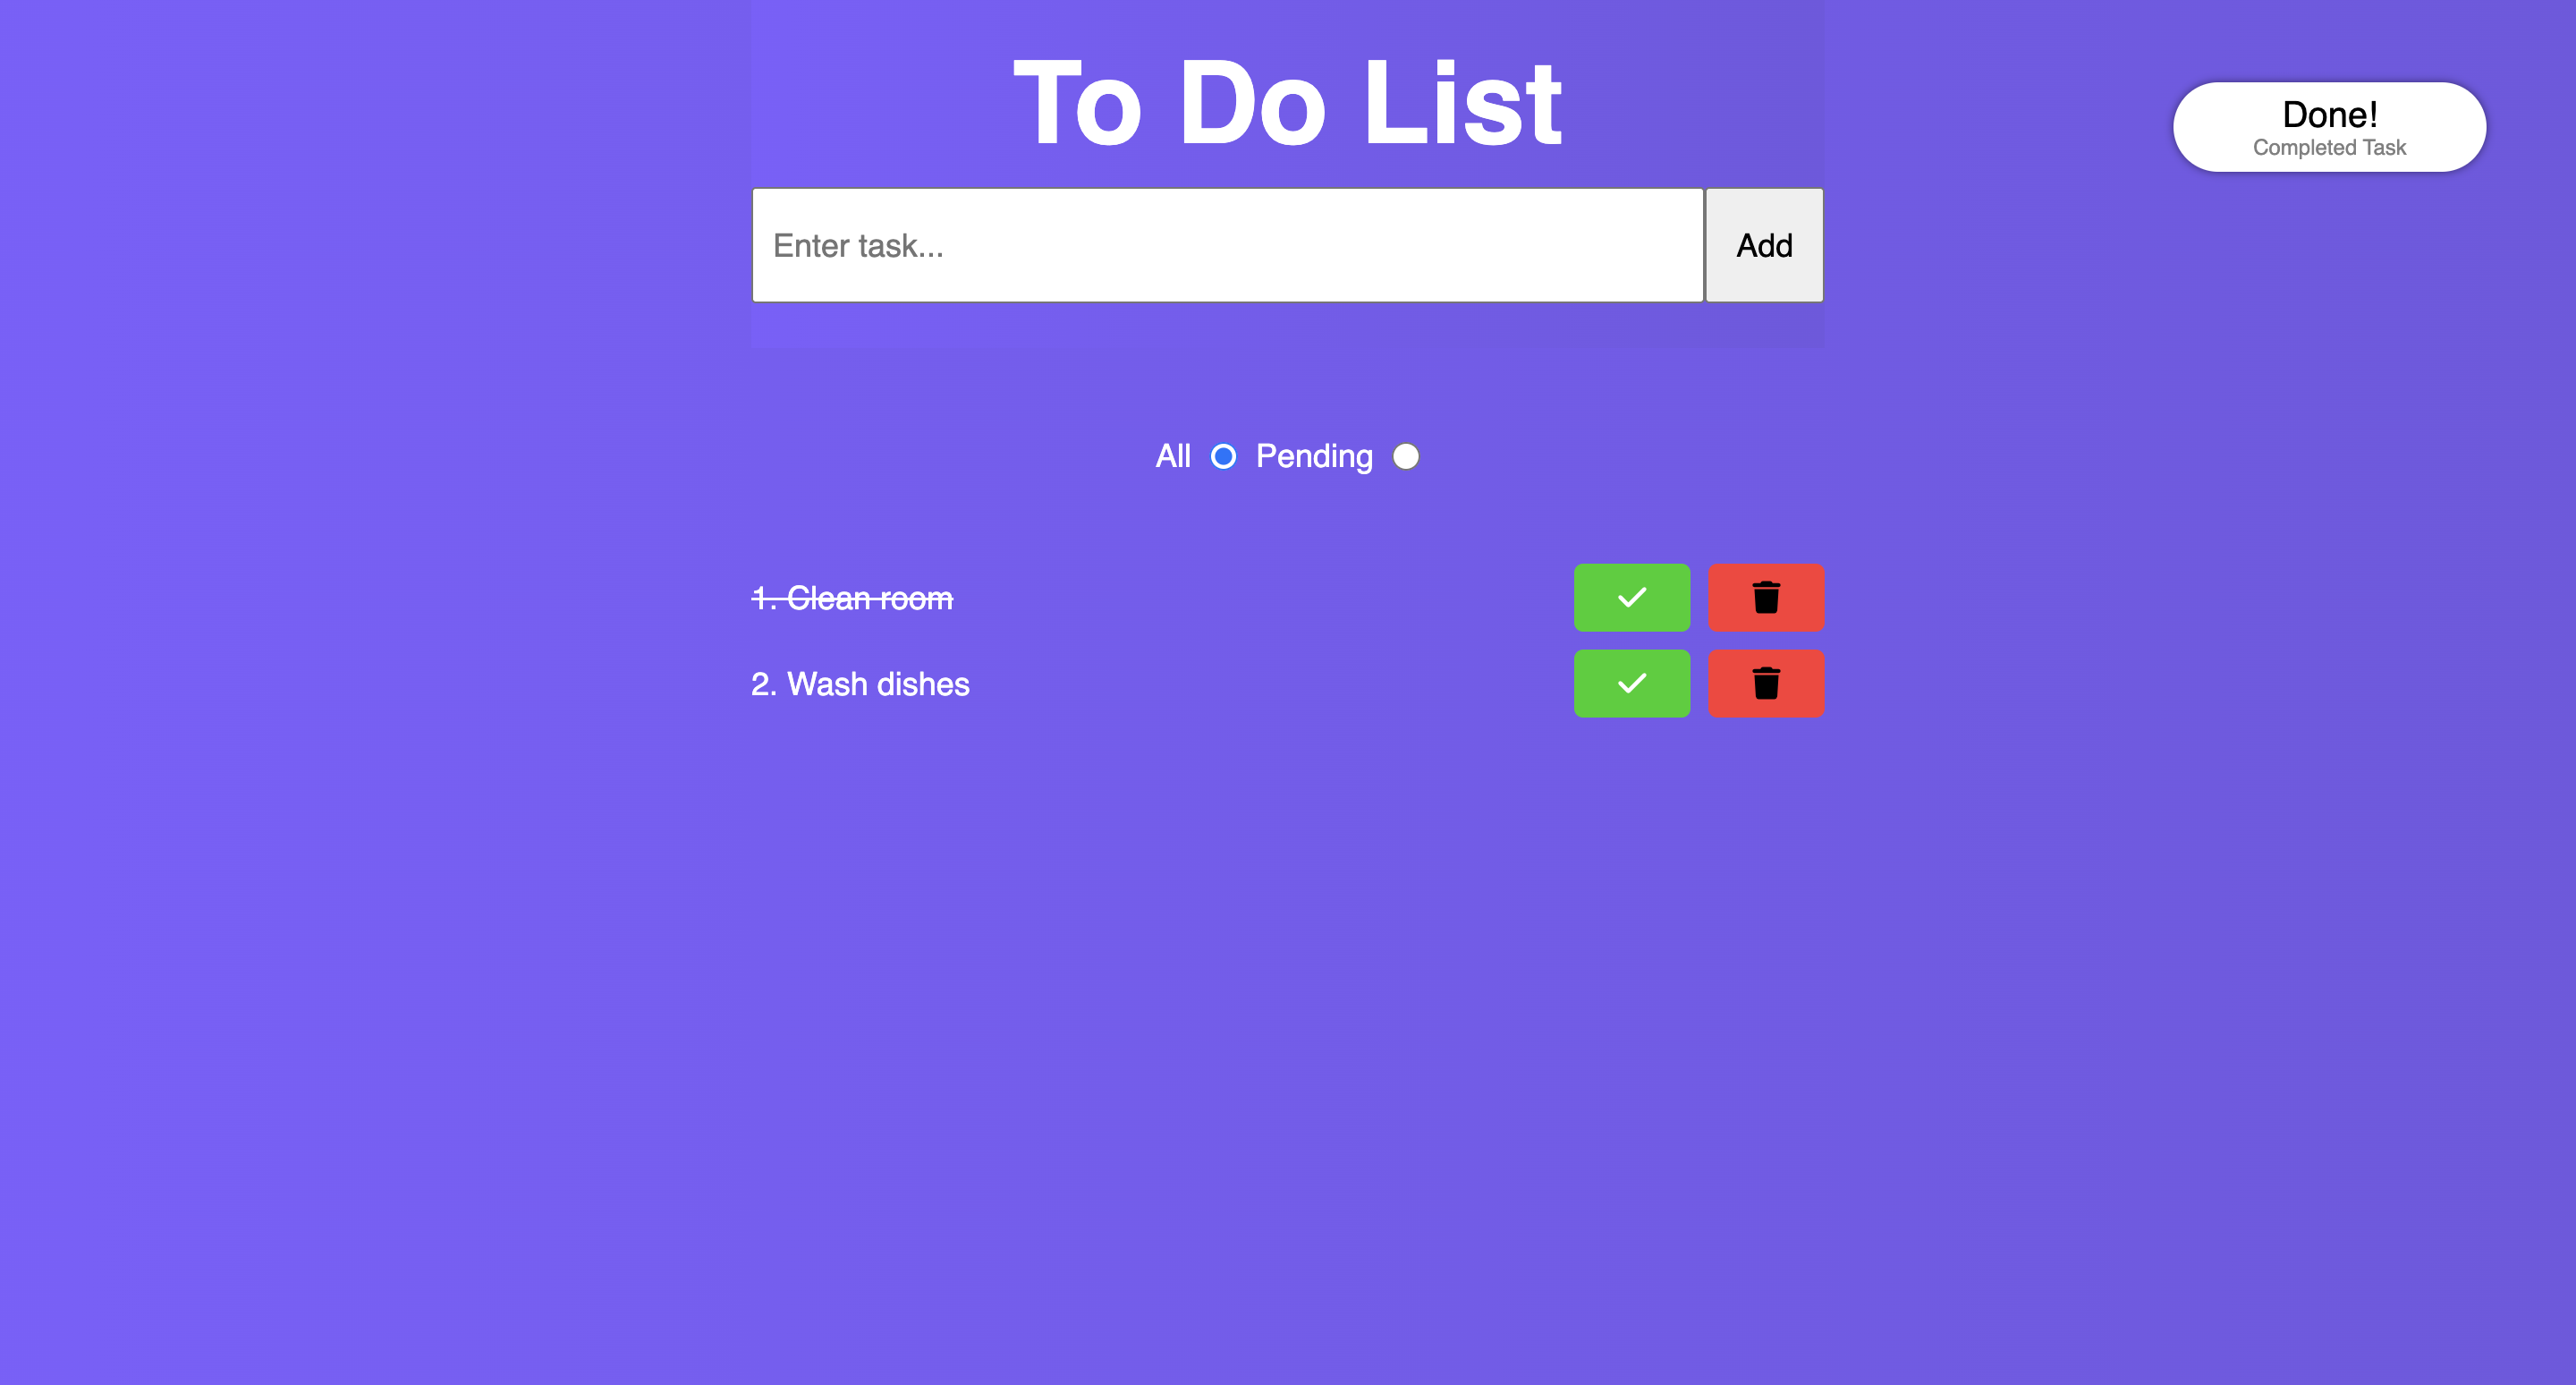 To Do List
Done!
Completed Task
Enter task...
Add
All Pending
1. Clean room
2. Wash dishes